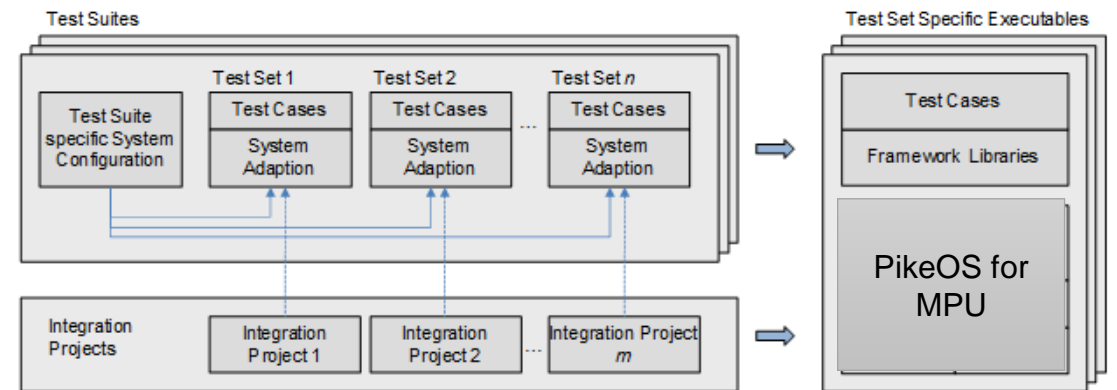 Test Suites
Test Set Specific Executables
Test Set 1
Test Set 2
Test Set n
Test Suite
specific System
Configuration
Test Cases
System
Adaption
Test Cases
System
Adaption
...
Test Cases
System
Adaption
Test Cases
Framework Libraries
PikeOS for
MPU
Integration
Projects
Integration
Project 1
Integration
Project 2
...
Integration Project
m